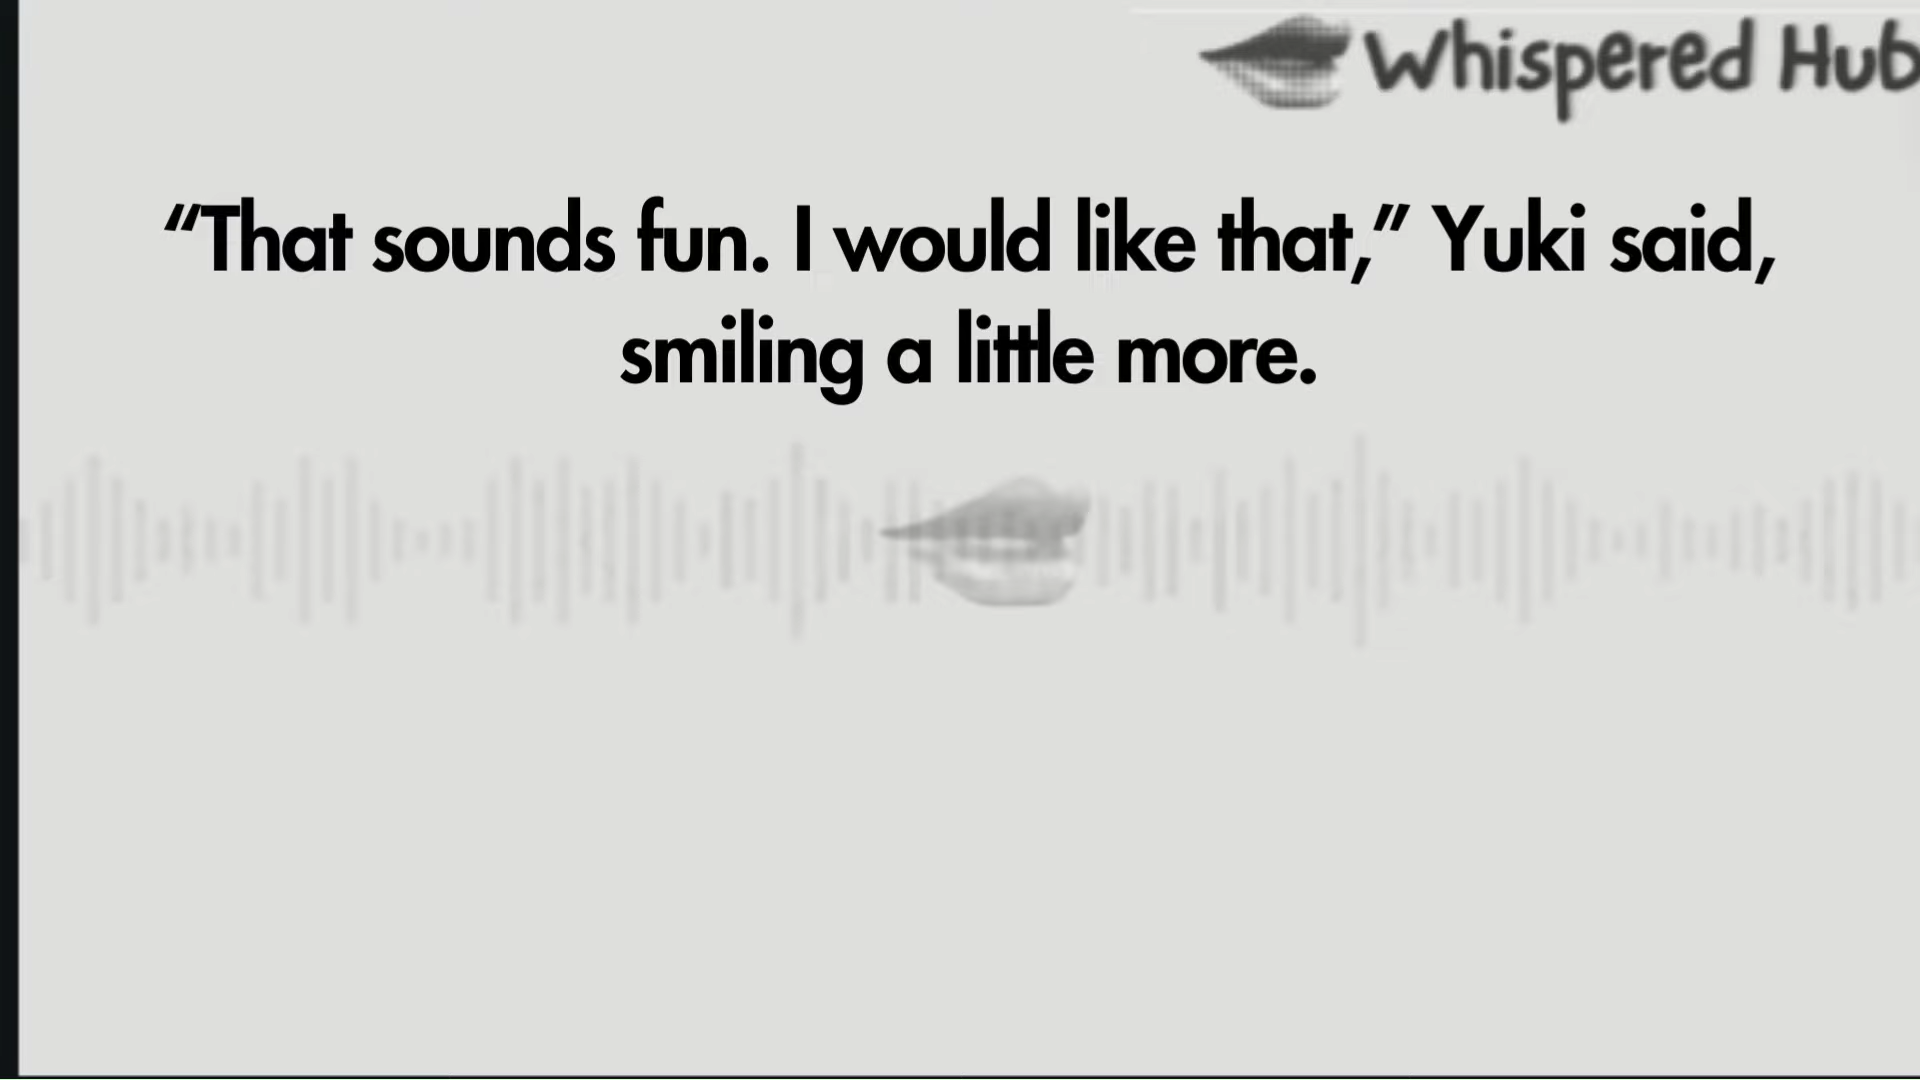 Whispered Hub
“That sounds fun. I would like that,” Yuki said,
smiling a little more.